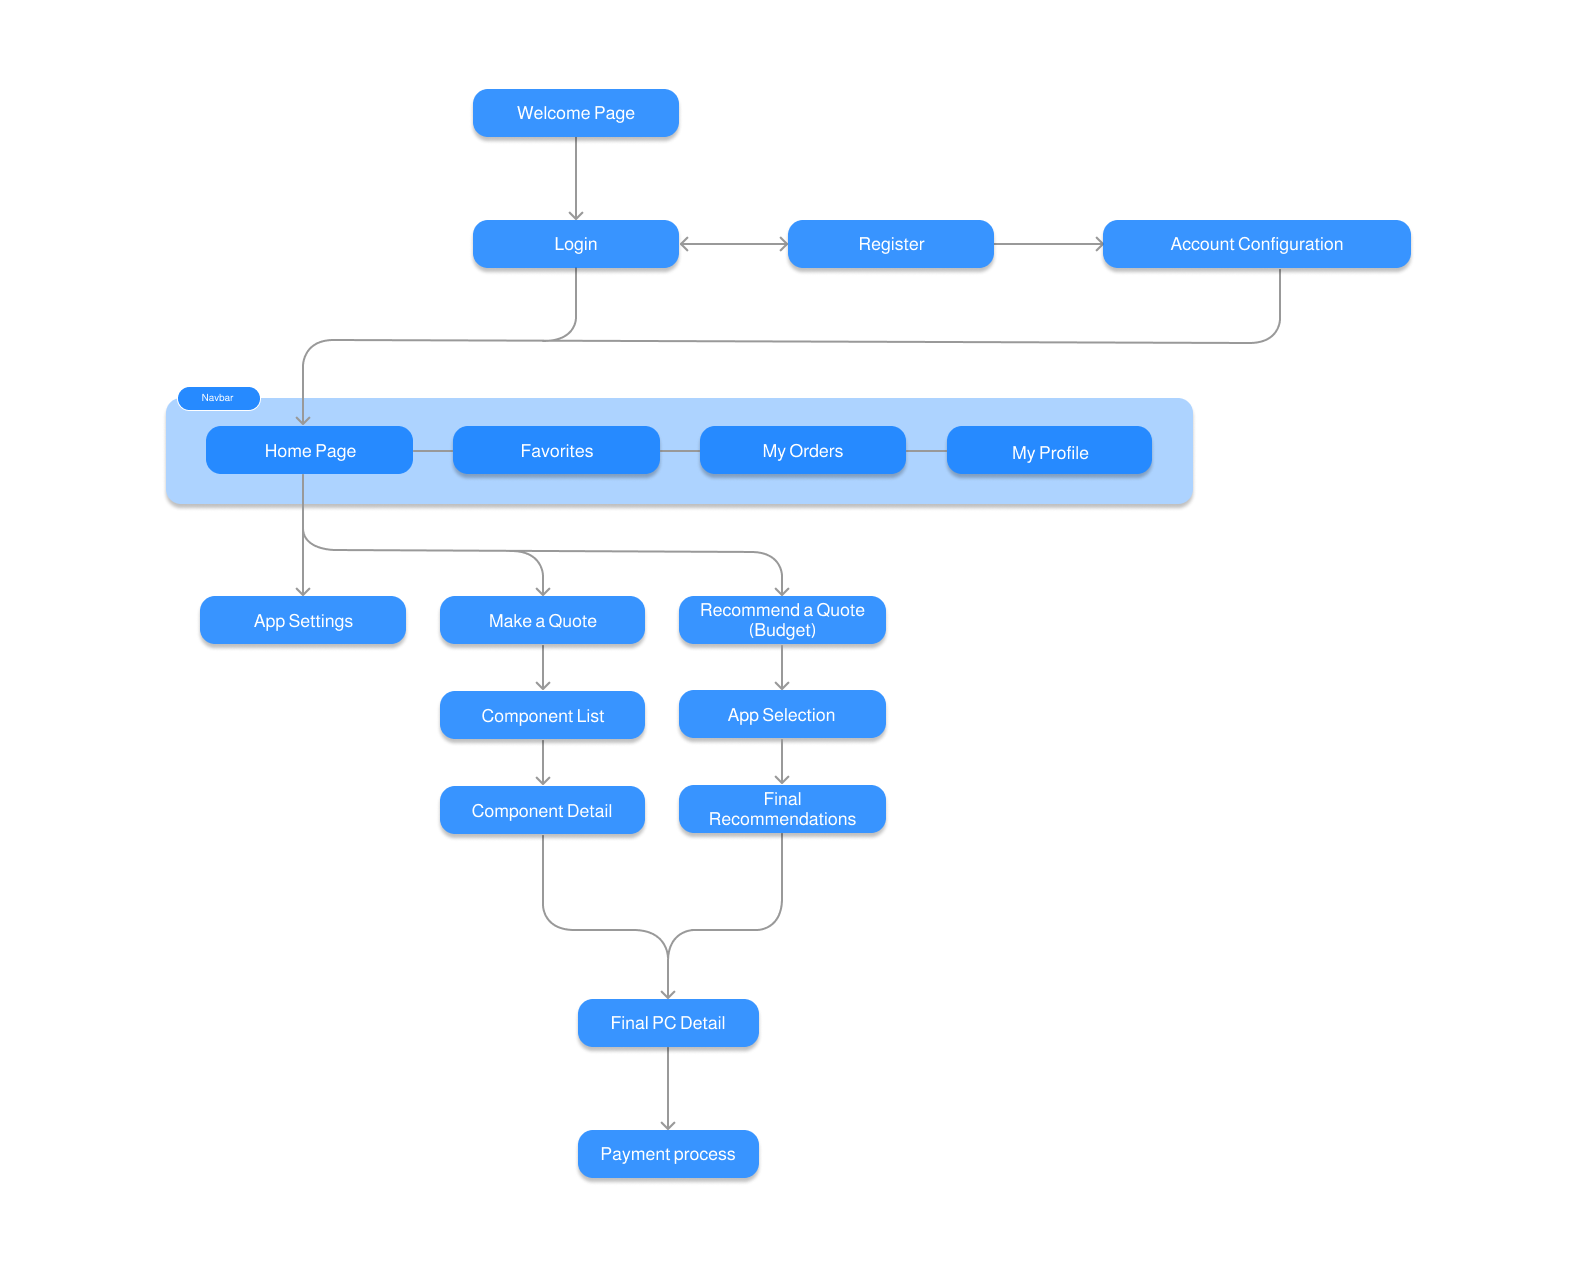 Welcome Page
Login
Register
Account Configuration
Navbar
Home Page
Favorites
My Orders
My Profile
App Settings
Make a Quote
Recommend a Quote
(Budget)
Component List
App Selection
Component Detail
Final
Recommendations
Final PC Detail
Payment process